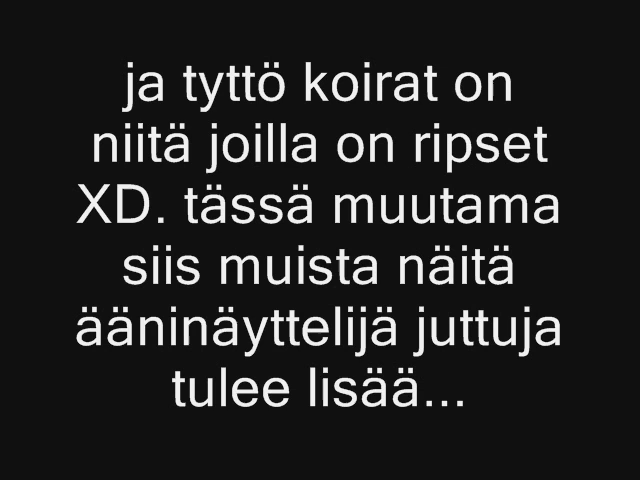 ja tyttö koirat on
niitä joilla on ripset
XD. tässä muutama
siis muista näitä
ääninäyttelijä juttuja
tulee lisää...